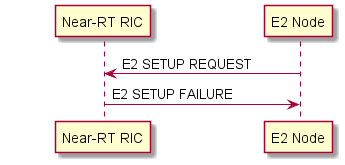 Near-RT RIC
E2 Node
E2 SETUP REQUEST
E2 SETUP FAILURE
Near-RT RIC
E2 Node